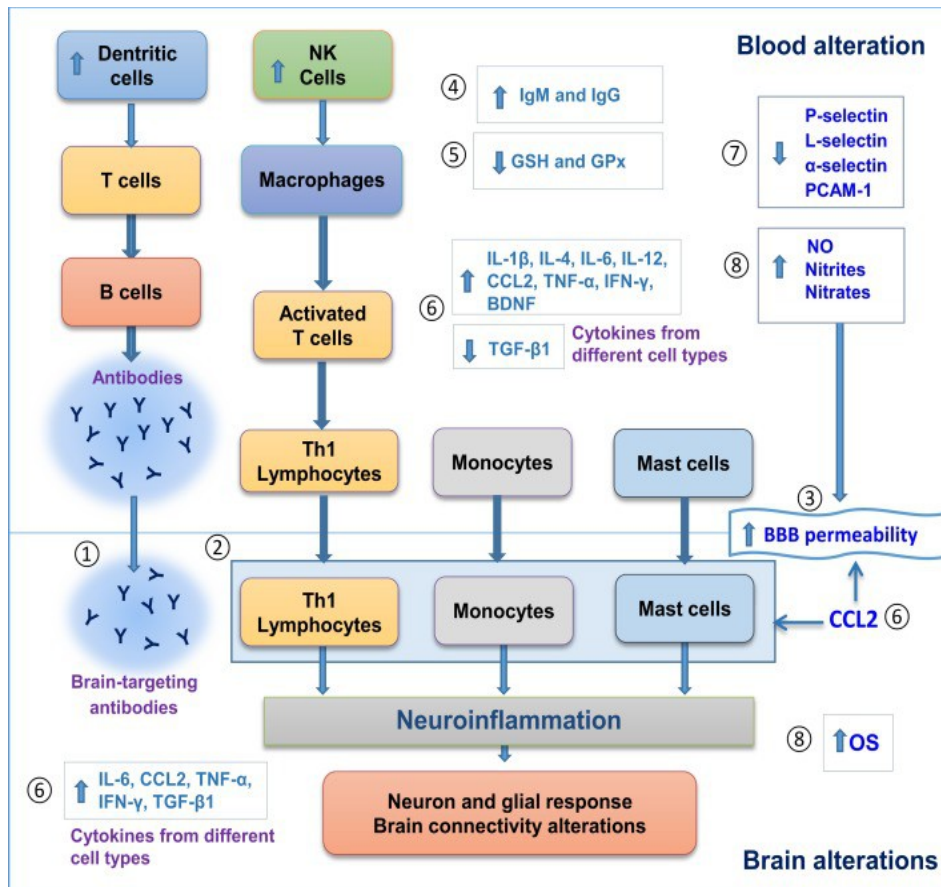 Blood alteration
Dentritic
cells
NK
Cells
④
IgM and IgG
⑤
GSH and GPx
⑦
P-selectin
L-selectin
α-selectin
PCAM-1
T cells
Macrophages
⑧
NO
Nitrites
Nitrates
⑥
IL-1β, IL-4, IL-6, IL-12,
CCL2, TNF-α, IFN-γ,
BDNF
TGF-β1
Cytokines from
different cell types
B cells
Activated
T cells
Antibodies
Th1
Lymphocytes
Monocytes
Mast cells
③
BBB permeability
①
②
Th1
Lymphocytes
Monocytes
Mast cells
CCL2 ⑥
Brain-targeting
antibodies
Neuroinflammation
⑧
OS
⑥
IL-6, CCL2, TNF-α,
IFN-γ, TGF-β1
Cytokines from different
cell types
Neuron and glial response
Brain connectivity alterations
Brain alterations